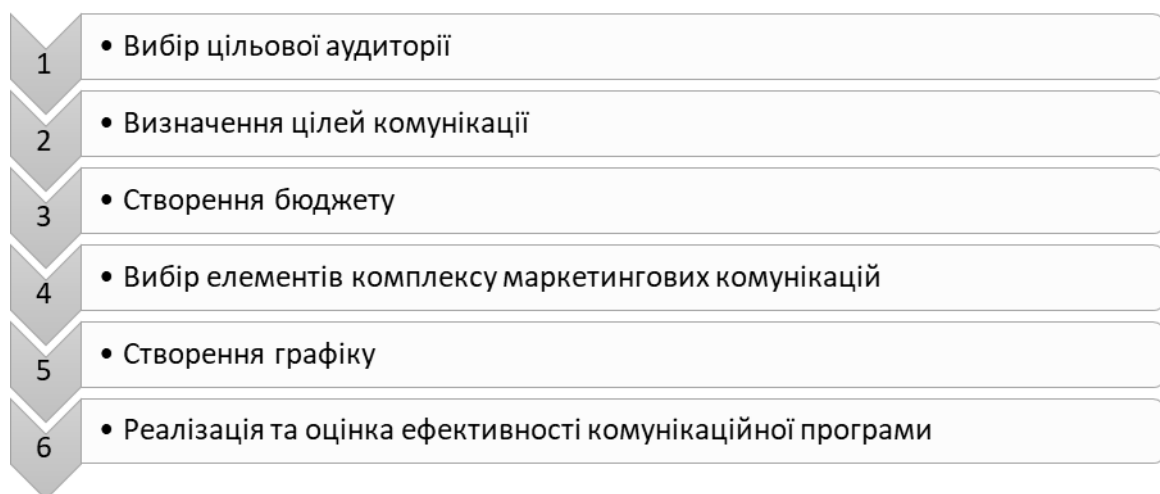 1
• Вибір цільової аудиторії
2
• Визначення цілей комунікації
3
• Створення бюджету
4
• Вибір елементів комплексу маркетингових комунікацій
5
• Створення графіку
6
• Реалізація та оцінка ефективності комунікаційної програми